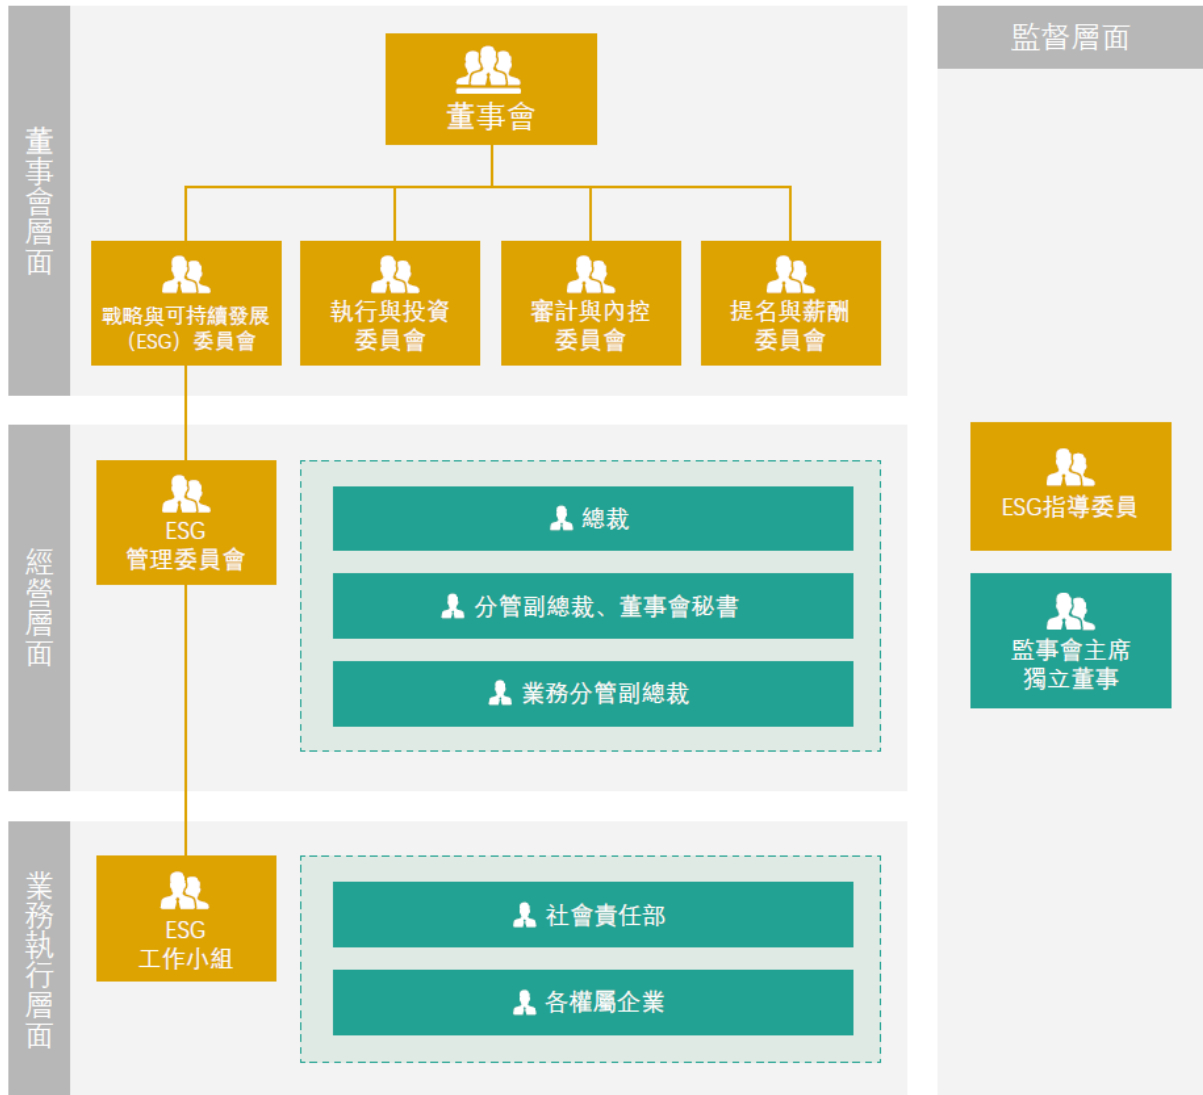 董事會層面
董事會
戰略與可持續發展
（ESG）委員會
執行與投資
委員會
審計與內控
委員會
提名與薪酬
委員會
經營層面
ESG
管理委員會
總裁
分管副總裁、董事會秘書
業務分管副總裁
業務執行層面
ESG
工作小組
社會責任部
各權屬企業
監督層面
ESG指導委員
監事會主席
獨立董事